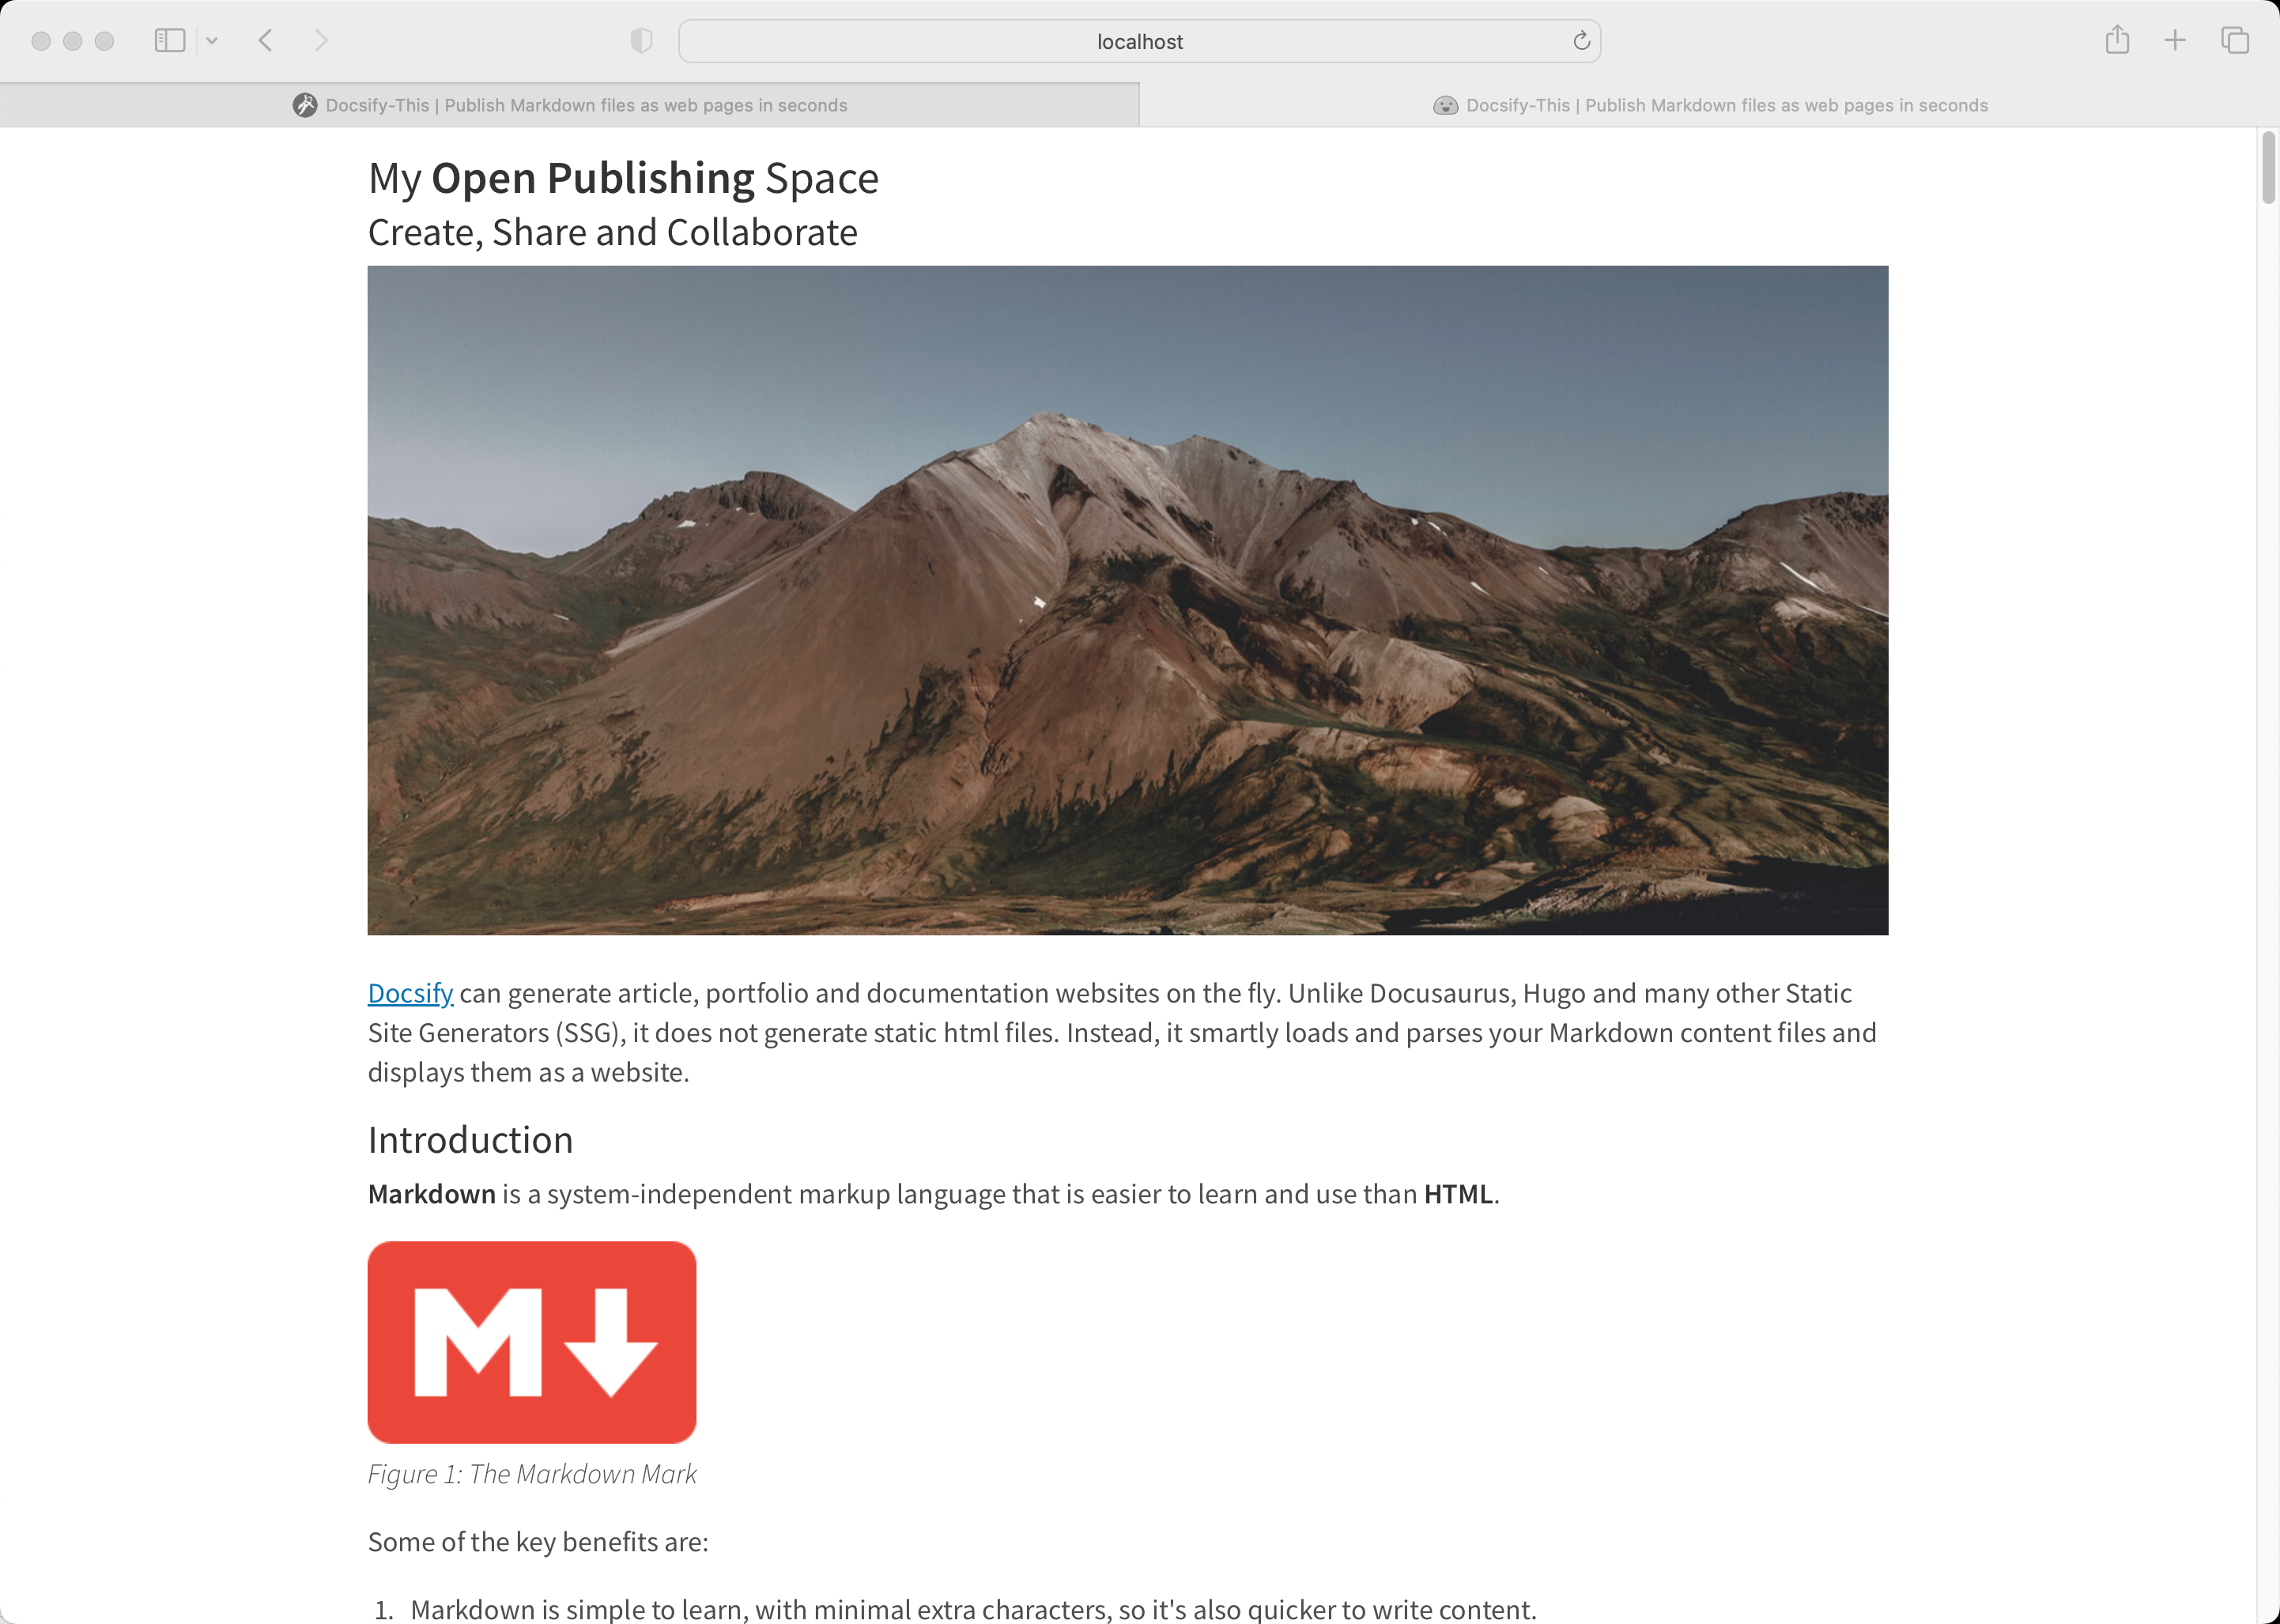 localhost
Docsify-This | Publish Markdown files as web pages in seconds
Docsify-This | Publish Markdown files as web pages in seconds
My Open Publishing Space
Create, Share and Collaborate
Docsify can generate article, portfolio and documentation websites on the fly. Unlike Docusaurus, Hugo and many other Static
Site Generators (SSG), it does not generate static html files. Instead, it smartly loads and parses your Markdown content files and
displays them as a website.
Introduction
Markdown is a system-independent markup language that is easier to learn and use than HTML.
M
Figure 1: The Markdown Mark
Some of the key benefits are:
1. Markdown is simple to learn, with minimal extra characters, so it's also quicker to write content.